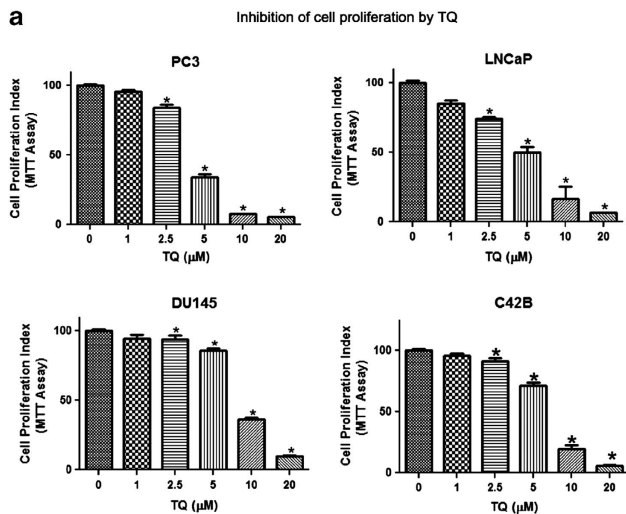 a
Inhibition of cell proliferation by TQ
PC3
Cell Proliferation Index
(MTT Assay)
100
50
0
* * * *
0 1 2.5 5 10 20
TQ (µM)
LNCaP
Cell Proliferation Index
(MTT Assay)
100
50
0
* * * *
0 1 2.5 5 10 20
TQ (µM)
DU145
Cell Proliferation Index
(MTT Assay)
100
50
0
* * * *
0 1 2.5 5 10 20
TQ (µM)
C42B
Cell Proliferation Index
(MTT Assay)
100
50
0
* * * *
0 1 2.5 5 10 20
TQ (µM)